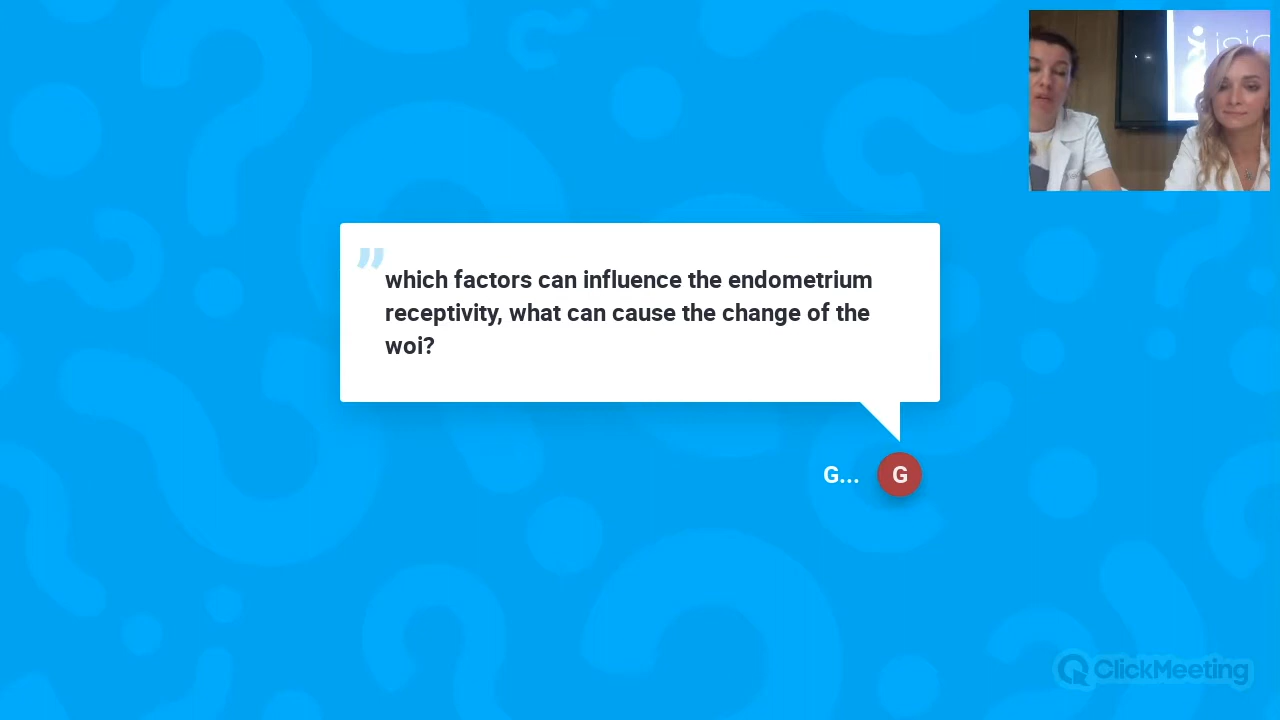 which factors can influence the endometrium
receptivity, what can cause the change of the
woi?
G... G
ClickMeeting